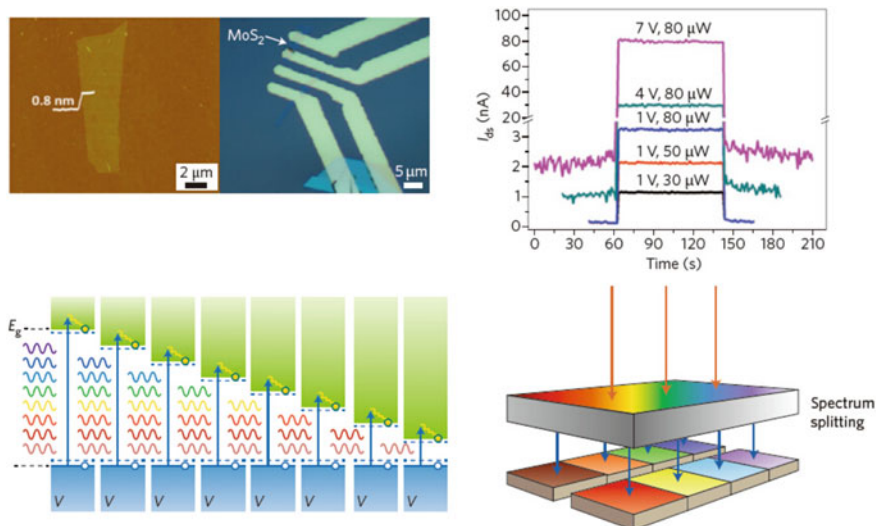 MoS₂
0.8 nm
2 μm
5 μm
100
80
60
40
20
3
2
1
0
I_ds (nA)
7 V, 80 μW
4 V, 80 μW
1 V, 80 μW
1 V, 50 μW
1 V, 30 μW
0 30 60 90 120 150 180 210
Time (s)
E_g
V V V V V V V V
Spectrum
splitting